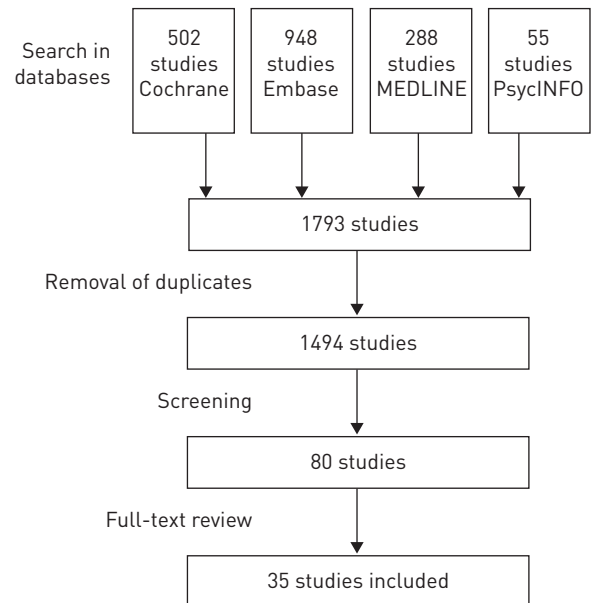 Search in
databases
502
studies
Cochrane
948
studies
Embase
288
studies
MEDLINE
55
studies
PsycINFO
1793 studies
Removal of duplicates
1494 studies
Screening
80 studies
Full-text review
35 studies included